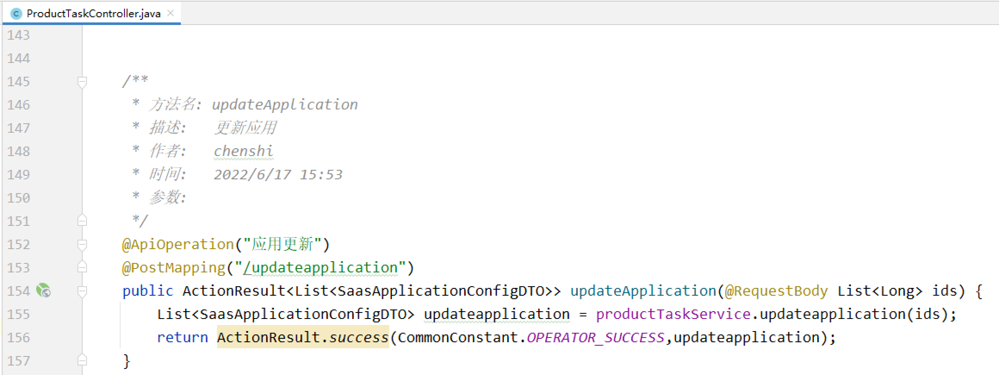 ProductTaskController.java
143
144
145 /**
146 * 方法名: updateApplication
147 * 描述: 更新应用
148 * 作者: chenshi
149 * 时间: 2022/6/17 15:53
150 * 参数:
151 */
152 @ApiOperation("应用更新")
153 @PostMapping("/updateapplication")
154 public ActionResult<List<SaasApplicationConfigDTO>> updateApplication(@RequestBody List<Long> ids) {
155 List<SaasApplicationConfigDTO> updateapplication = productTaskService.updateapplication(ids);
156 return ActionResult.success(CommonConstant.OPERATOR_SUCCESS,updateapplication);
157 }